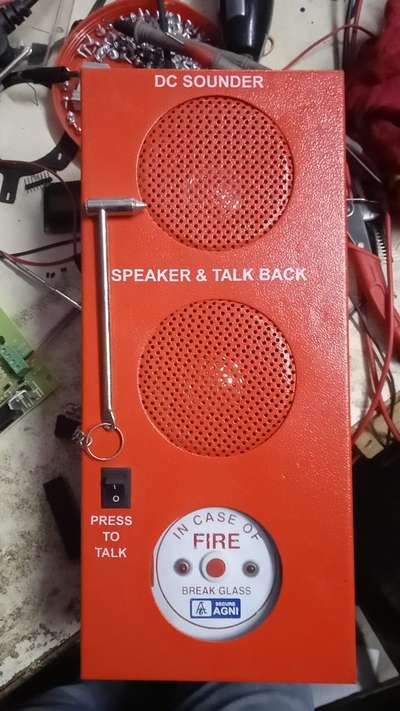 DC SOUNDER
SPEAKER & TALK BACK
I
O
PRESS
TO
TALK
IN CASE OF
FIRE
BREAK GLASS
SECURE
AGNI